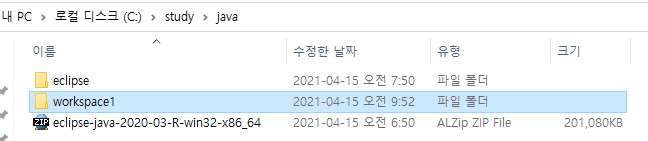 내 PC > 로컬 디스크 (C:) > study > java
이름 수정한 날짜 유형 크기
eclipse 2021-04-15 오전 7:50 파일 폴더
workspace1 2021-04-15 오전 9:52 파일 폴더
eclipse-java-2020-03-R-win32-x86_64 2021-04-15 오전 6:50 ALZip ZIP File 201,080KB